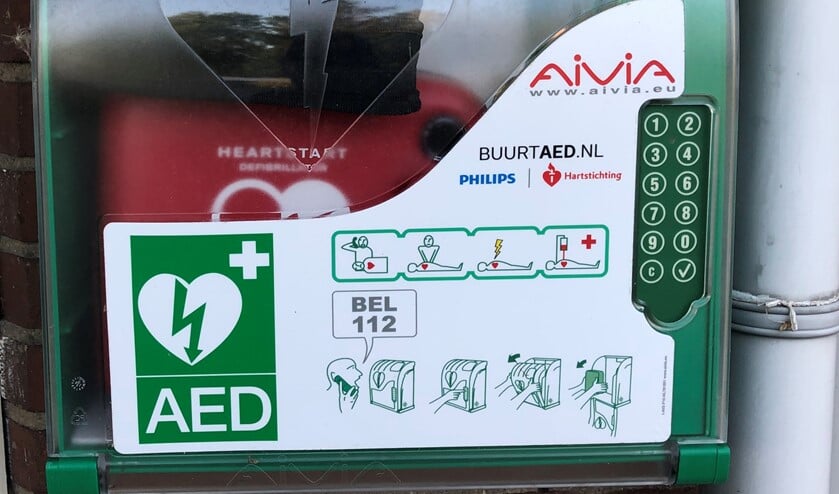 AiViA
www.aivia.eu
HEARTSTART
DEFIBRILLATOR
BUURTAED.NL
PHILIPS | Hartstichting
1 2
3 4
5 6
7 8
9 0
C ✓
BEL
112
AED